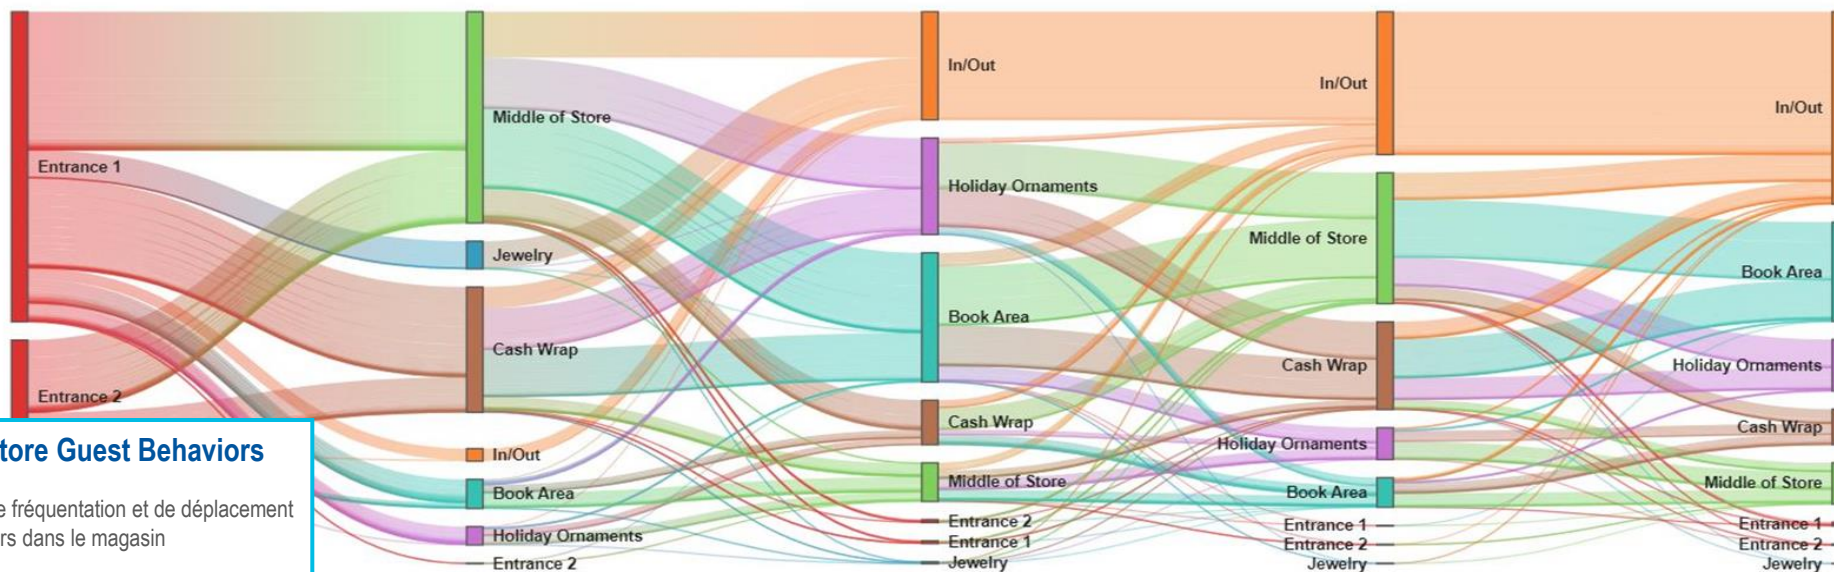 Entrance 1
Entrance 2
Middle of Store
Jewelry
Cash Wrap
In/Out
Book Area
Holiday Ornaments
Entrance 2
In/Out
Holiday Ornaments
Book Area
Cash Wrap
Middle of Store
Entrance 2
Entrance 1
Jewelry
In/Out
Middle of Store
Cash Wrap
Holiday Ornaments
Book Area
Entrance 1
Entrance 2
Jewelry
In/Out
Book Area
Holiday Ornaments
Cash Wrap
Middle of Store
Entrance 1
Entrance 2
Jewelry
tore Guest Behaviors
e fréquentation et de déplacement
rs dans le magasin